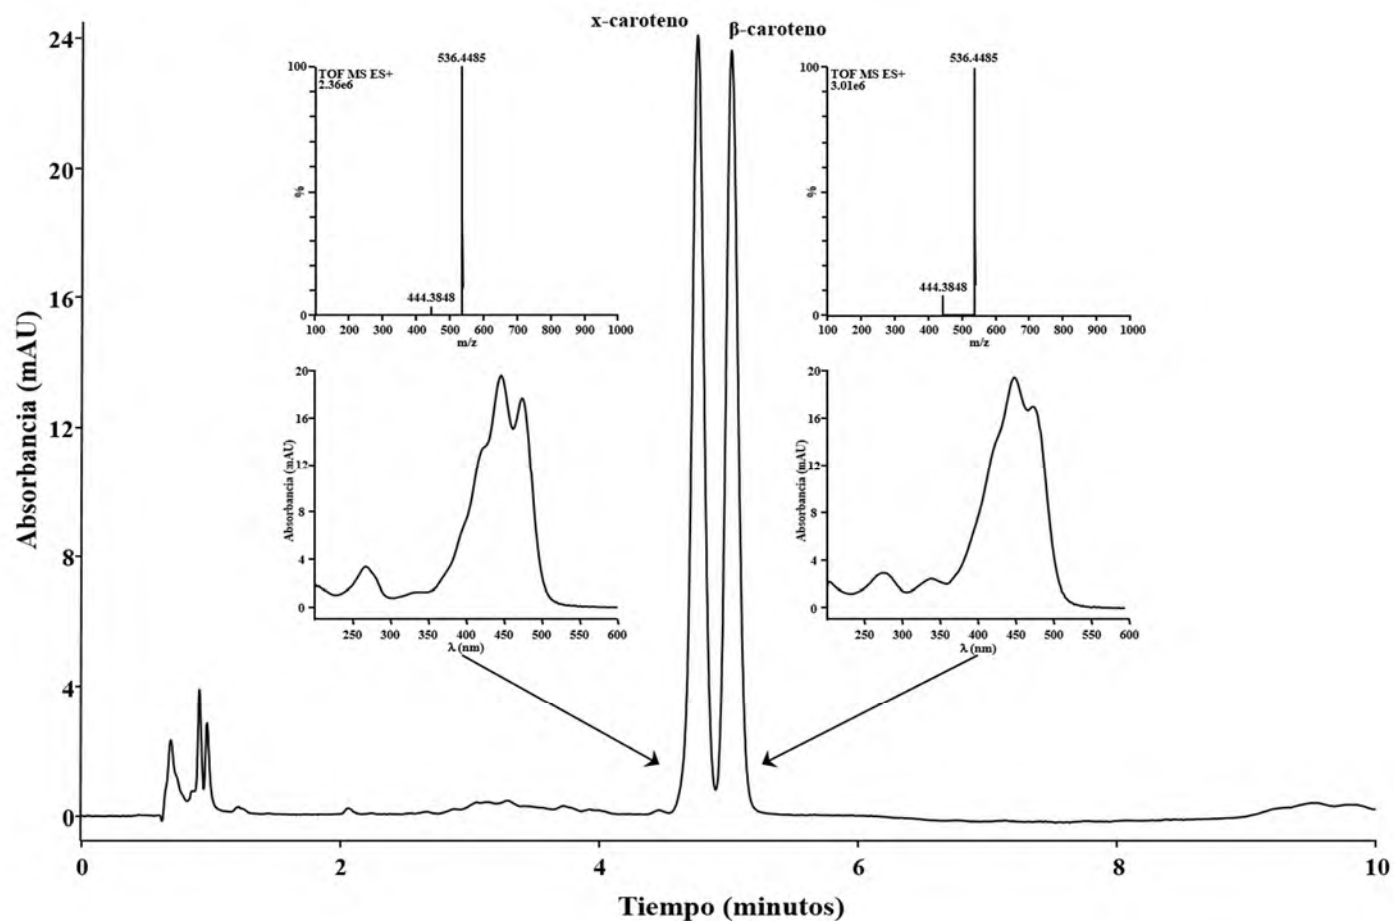 x-caroteno
β-caroteno
Absorbancia (mAU)
24
20
16
12
8
4
0
TOF MS ES+
2.36e6
536.4485
444.3848
100
%
0
100 200 300 400 500 600 700 800 900 1000
m/z
TOF MS ES+
3.01e6
536.4485
444.3848
100
%
0
100 200 300 400 500 600 700 800 900 1000
m/z
Absorbancia (mAU)
20
16
12
8
4
0
250 300 350 400 450 500 550 600
λ (nm)
Absorbancia (mAU)
20
16
12
8
4
0
250 300 350 400 450 500 550 600
λ (nm)
0 2 4 6 8 10
Tiempo (minutos)